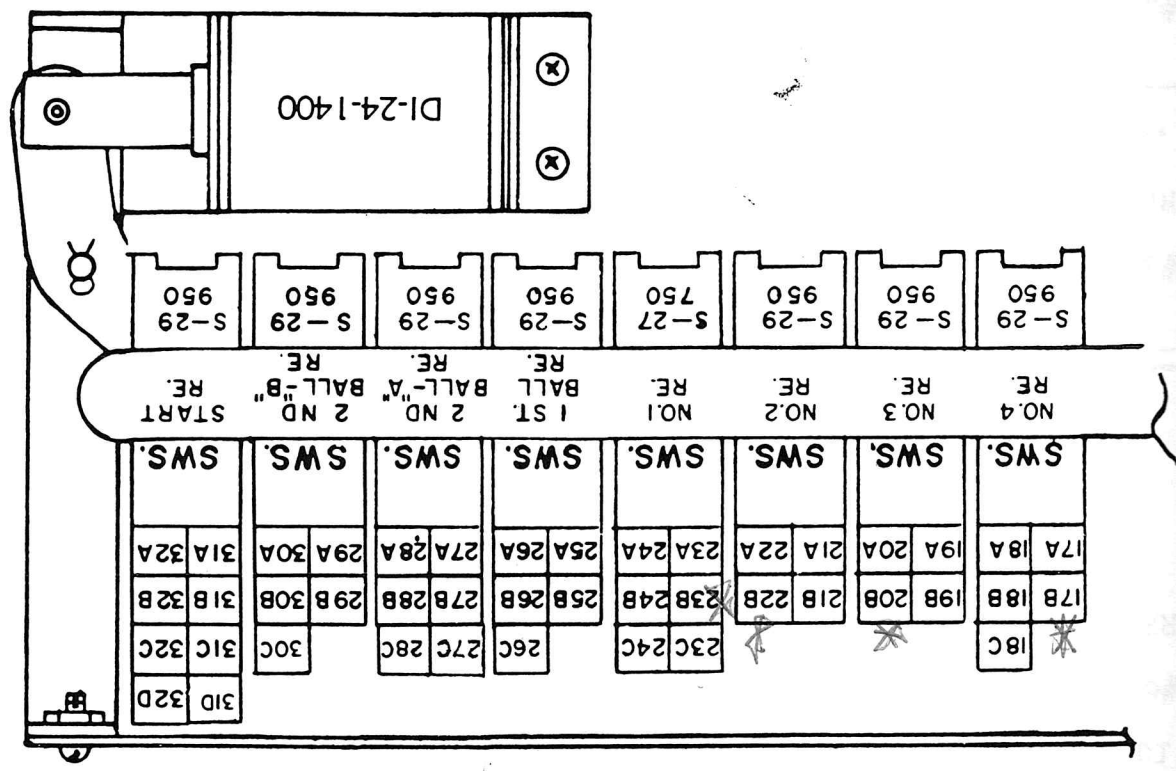 31D 32D
18C 23C 24C 26C 27C 28C 30C 31C 32C
17B 18B 19B 20B 21B 22B 23B 24B 25B 26B 27B 28B 29B 30B 31B 32B
17A 18A 19A 20A 21A 22A 23A 24A 25A 26A 27A 28A 29A 30A 31A 32A
SWS. SWS. SWS. SWS. SWS. SWS. SWS. SWS.
NO.4
RE.
NO.3
RE.
NO.2
RE.
NO.1
RE.
1 ST.
BALL
RE.
2 ND
BALL-"A"
RE.
2 ND
BALL-"B"
RE.
START
RE.
S-29 S-29 S-29 S-27 S-29 S-29 S-29 S-29
950 950 950 750 950 950 950 950
DI-24-1400